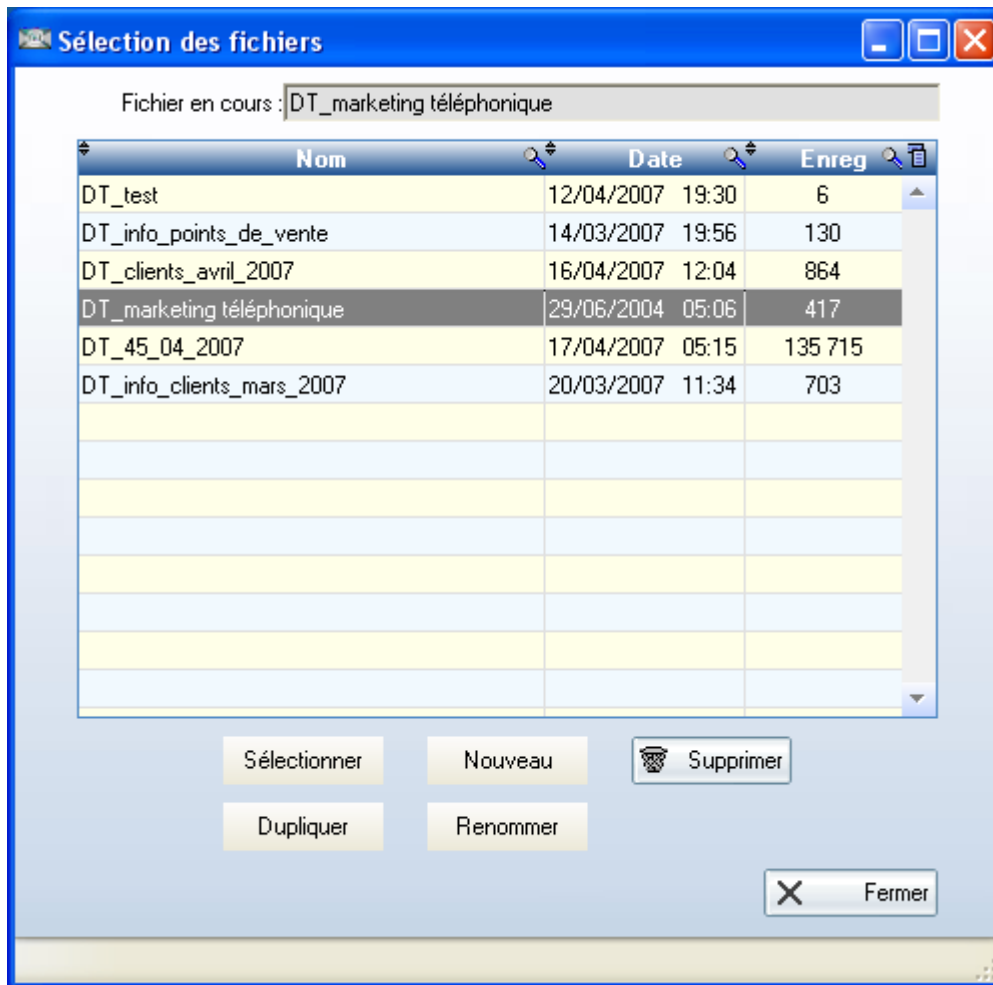 Sélection des fichiers
Fichier en cours : DT_marketing téléphonique
Nom Date Enreg
DT_test 12/04/2007 19:30 6
DT_info_points_de_vente 14/03/2007 19:56 130
DT_clients_avril_2007 16/04/2007 12:04 864
DT_marketing téléphonique 29/06/2004 05:06 417
DT_45_04_2007 17/04/2007 05:15 135 715
DT_info_clients_mars_2007 20/03/2007 11:34 703
Sélectionner Nouveau Supprimer
Dupliquer Renommer
Fermer